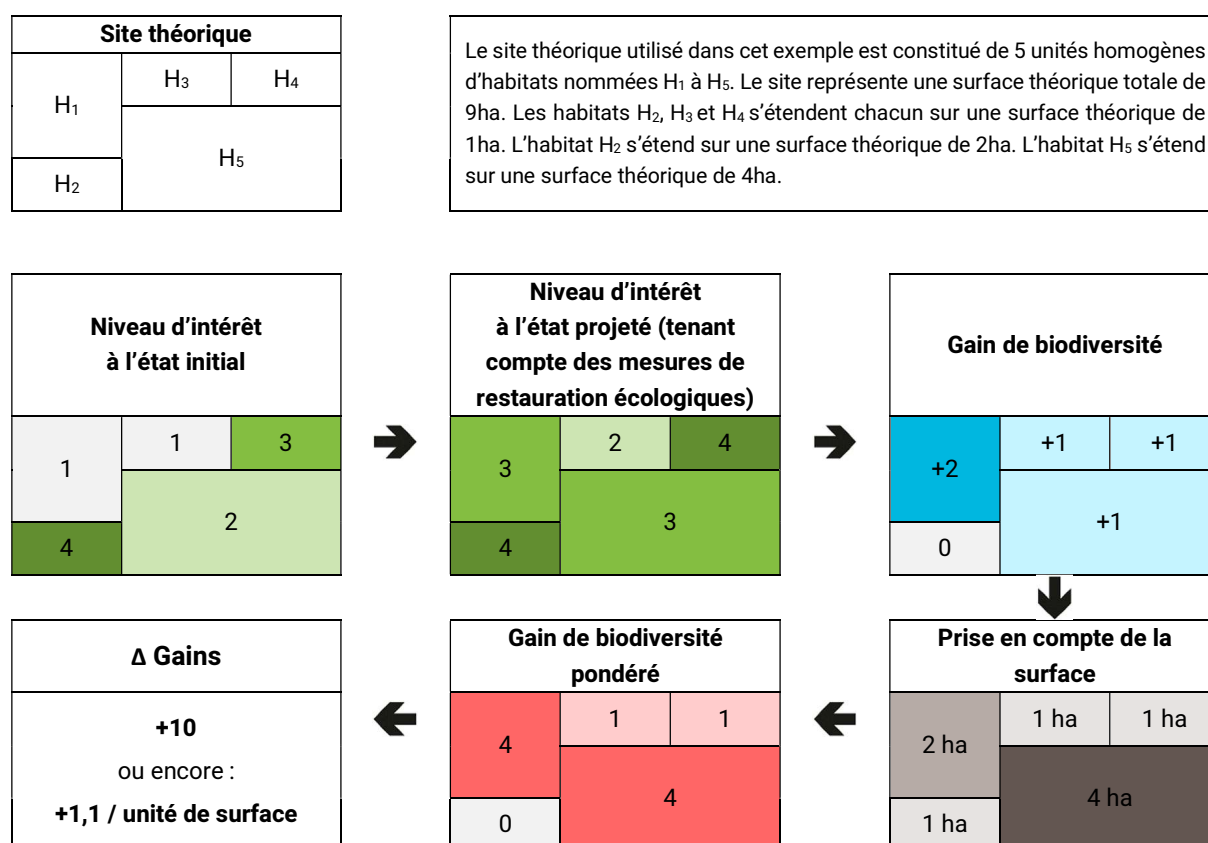 Site théorique
H₁
H₃
H₄
H₅
H₂
Le site théorique utilisé dans cet exemple est constitué de 5 unités homogènes
d’habitats nommées H₁ à H₅. Le site représente une surface théorique totale de
9ha. Les habitats H₂, H₃ et H₄ s’étendent chacun sur une surface théorique de
1ha. L’habitat H₂ s’étend sur une surface théorique de 2ha. L’habitat H₅ s’étend
sur une surface théorique de 4ha.
Niveau d’intérêt
à l’état initial
1
1
3
2
4
Niveau d’intérêt
à l’état projeté (tenant
compte des mesures de
restauration écologiques)
3
2
4
3
4
Gain de biodiversité
+2
+1
+1
+1
0
Δ Gains
+10
ou encore :
+1,1 / unité de surface
Gain de biodiversité
pondéré
4
1
1
4
0
Prise en compte de la
surface
2 ha
1 ha
1 ha
4 ha
1 ha